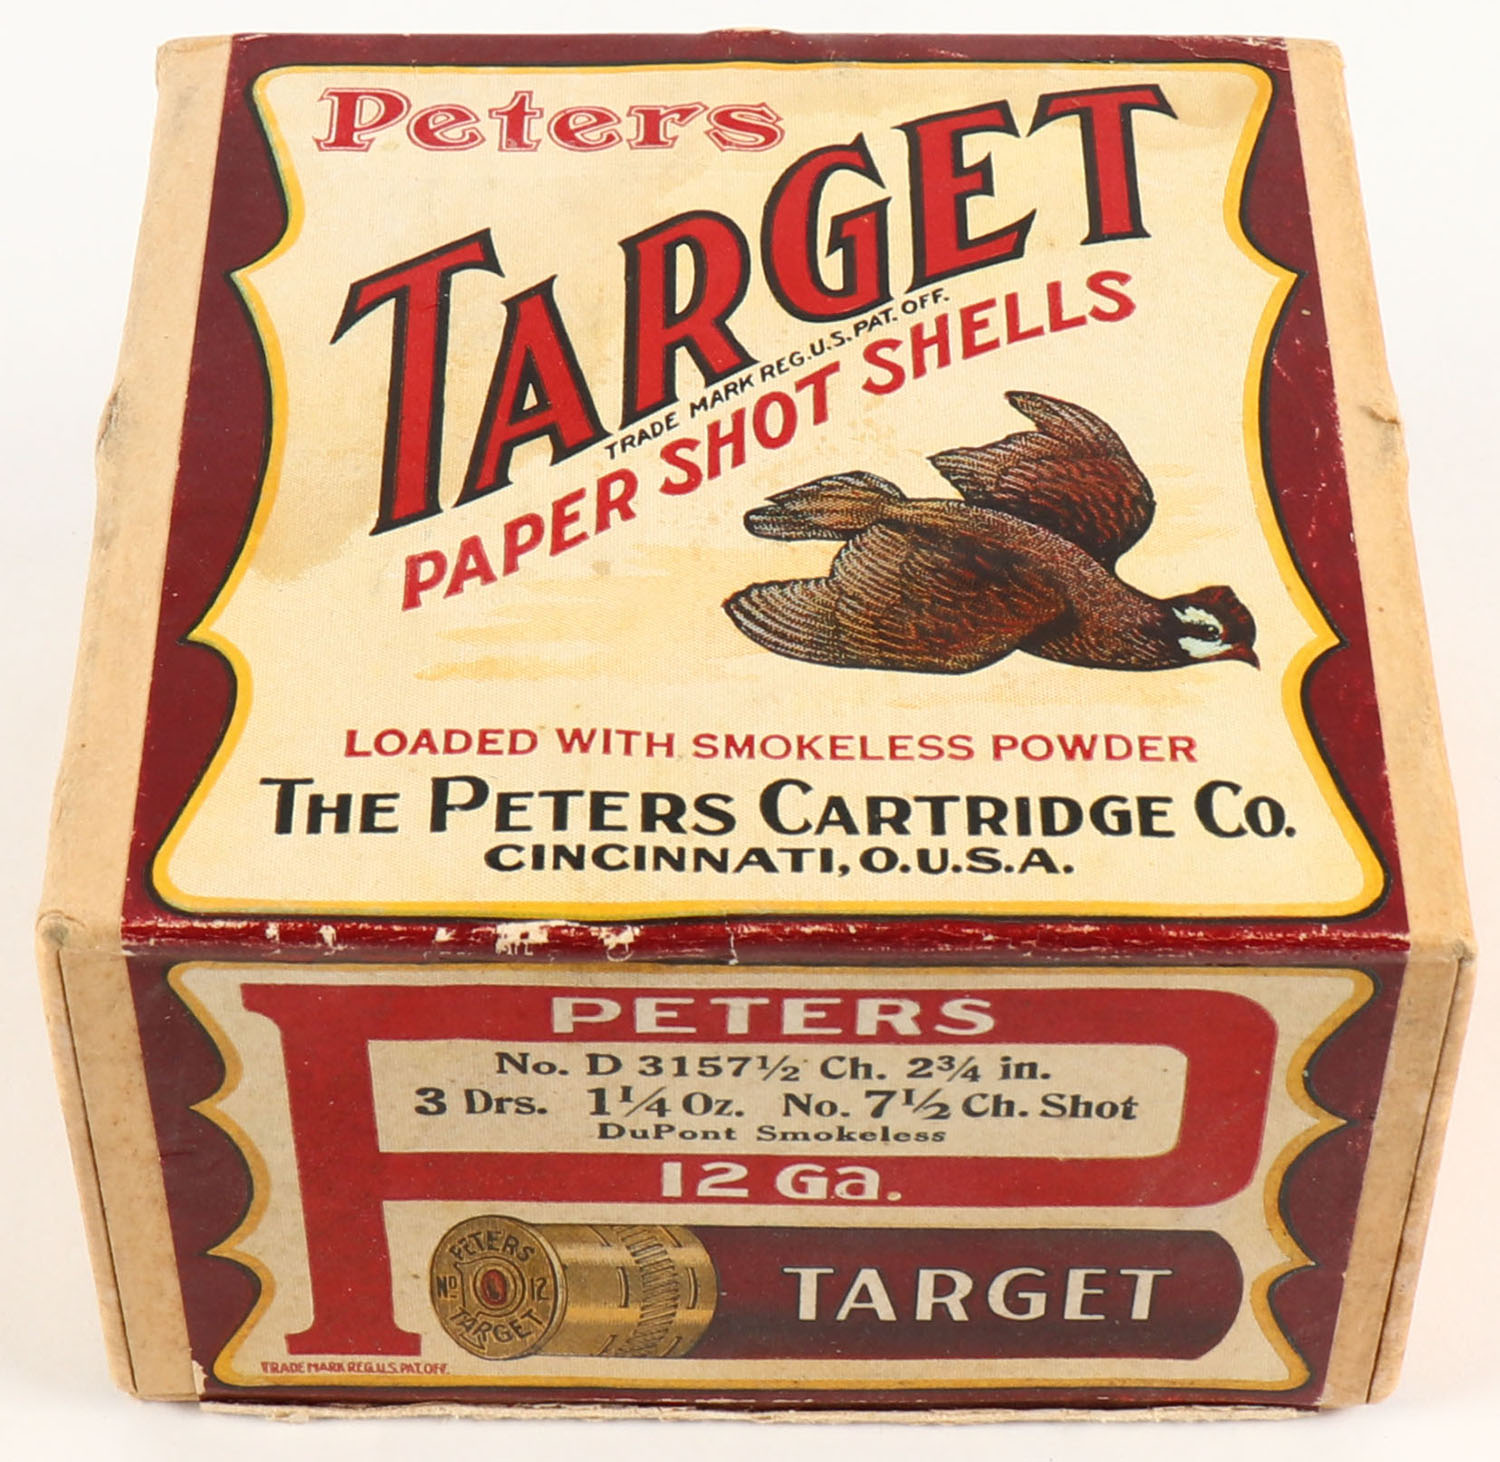 Peters
TARGET
TRADE MARK REG. U.S. PAT. OFF.
PAPER SHOT SHELLS
LOADED WITH SMOKELESS POWDER
THE PETERS CARTRIDGE CO.
CINCINNATI, O. U.S.A.
PETERS
No. D 3157½ Ch. 2¾ in.
3 Drs. 1¼ Oz. No. 7½ Ch. Shot
DuPont Smokeless
12 Ga.
PETERS
No 12
TARGET
TARGET
TRADE MARK REG. U.S. PAT. OFF.